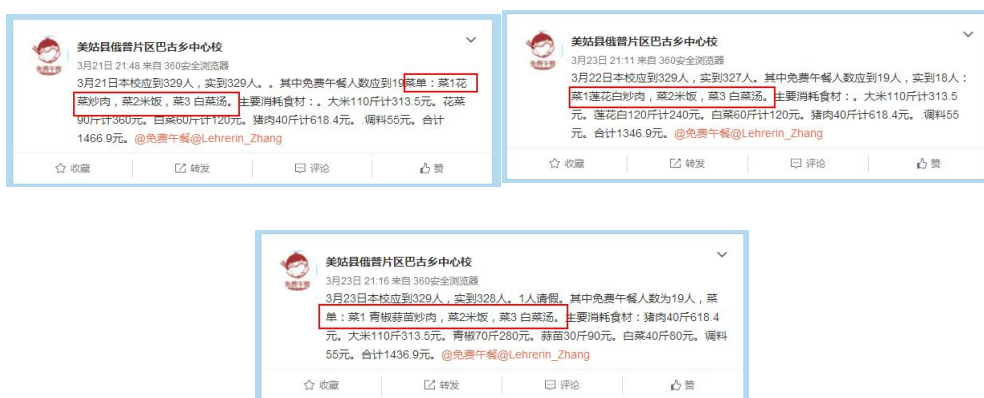 美姑县俄普片区巴古乡中心校
3月21日 21:48 来自 360安全浏览器
3月21日本校应到329人，实到329人。。其中免费午餐人数应到19菜单：菜1花
菜炒肉，菜2米饭，菜3 白菜汤。主要消耗食材：。大米110斤计313.5元。花菜
90斤计360元。白菜60斤计120元。猪肉40斤计618.4元。.调料55元。合计
1466.9元。@免费午餐@Lehrerin_Zhang
收藏
转发
评论
赞
免费午餐
美姑县俄普片区巴古乡中心校
3月23日 21:11 来自 360安全浏览器
3月22日本校应到329人，实到327人。其中免费午餐人数应到19人，实到18人：
菜1莲花白炒肉，菜2米饭，菜3 白菜汤。主要消耗食材：。大米110斤计313.5
元。莲花白120斤计240元。白菜60斤计120元。猪肉40斤计618.4元。.调料55
元。合计1346.9元。@免费午餐@Lehrerin_Zhang
收藏
转发
评论
赞
免费午餐
美姑县俄普片区巴古乡中心校
3月23日 21:16 来自 360安全浏览器
3月23日本校应到329人，实到328人。1人请假。其中免费午餐人数为19人，菜
单：菜1 青椒蒜苗炒肉，菜2米饭，菜3 白菜汤。主要消耗食材：猪肉40斤618.4
元。大米110斤313.5元。青椒70斤280元。蒜苗30斤90元。白菜40斤80元。调料
55元。合计1436.9元。@免费午餐@Lehrerin_Zhang
收藏
转发
评论
赞
免费午餐